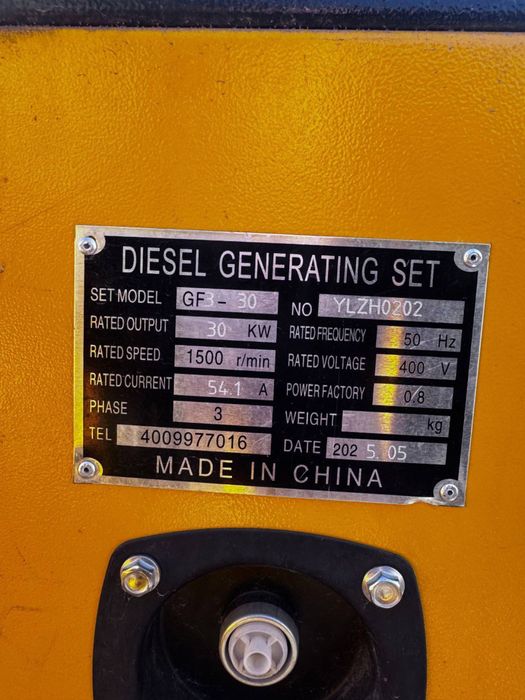 DIESEL GENERATING SET
SET MODEL GF3-30 NO YLZH0202
RATED OUTPUT 30 KW RATED FREQUENCY 50 Hz
RATED SPEED 1500 r/min RATED VOLTAGE 400 V
RATED CURRENT 54.1 A POWER FACTORY 0.8
PHASE 3 WEIGHT kg
TEL 4009977016 DATE 2025.05
MADE IN CHINA